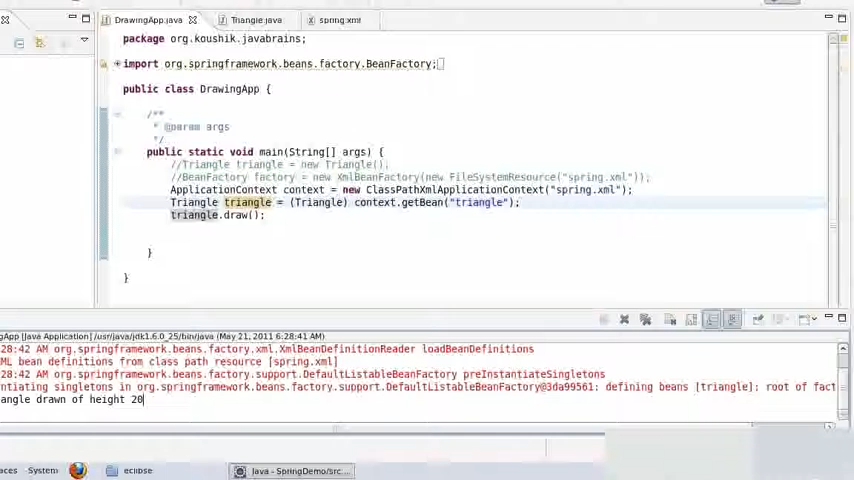 DrawingApp.java
Triangle.java
spring.xml
package org.koushik.javabrains;
import org.springframework.beans.factory.BeanFactory;
public class DrawingApp {
/**
* @param args
*/
public static void main(String[] args) {
//Triangle triangle = new Triangle();
//BeanFactory factory = new XmlBeanFactory(new FileSystemResource("spring.xml"));
ApplicationContext context = new ClassPathXmlApplicationContext("spring.xml");
Triangle triangle = (Triangle) context.getBean("triangle");
triangle.draw();
}
}
gApp [Java Application] /usr/java/jdk1.6.0_25/bin/java (May 21, 2011 6:28:41 AM)
28:42 AM org.springframework.beans.factory.xml.XmlBeanDefinitionReader loadBeanDefinitions
ML bean definitions from class path resource [spring.xml]
28:42 AM org.springframework.beans.factory.support.DefaultListableBeanFactory preInstantiateSingletons
ntiating singletons in org.springframework.beans.factory.support.DefaultListableBeanFactory@3da99561: defining beans [triangle]; root of fact
angle drawn of height 20
aces System eclipse Java - SpringDemo/src...